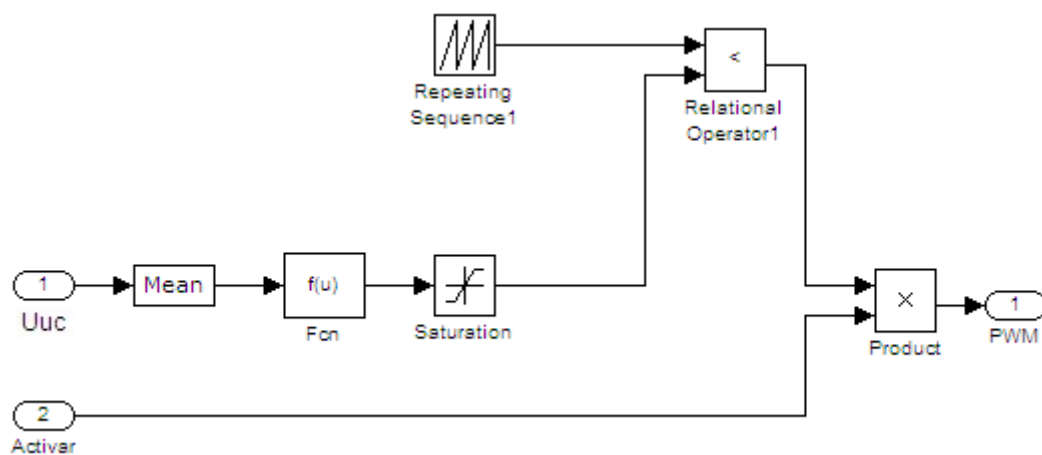 Repeating
Sequence1
<
Relational
Operator1
1
Uuc
Mean
f(u)
Fcn
Saturation
×
Product
1
PWM
2
Activar